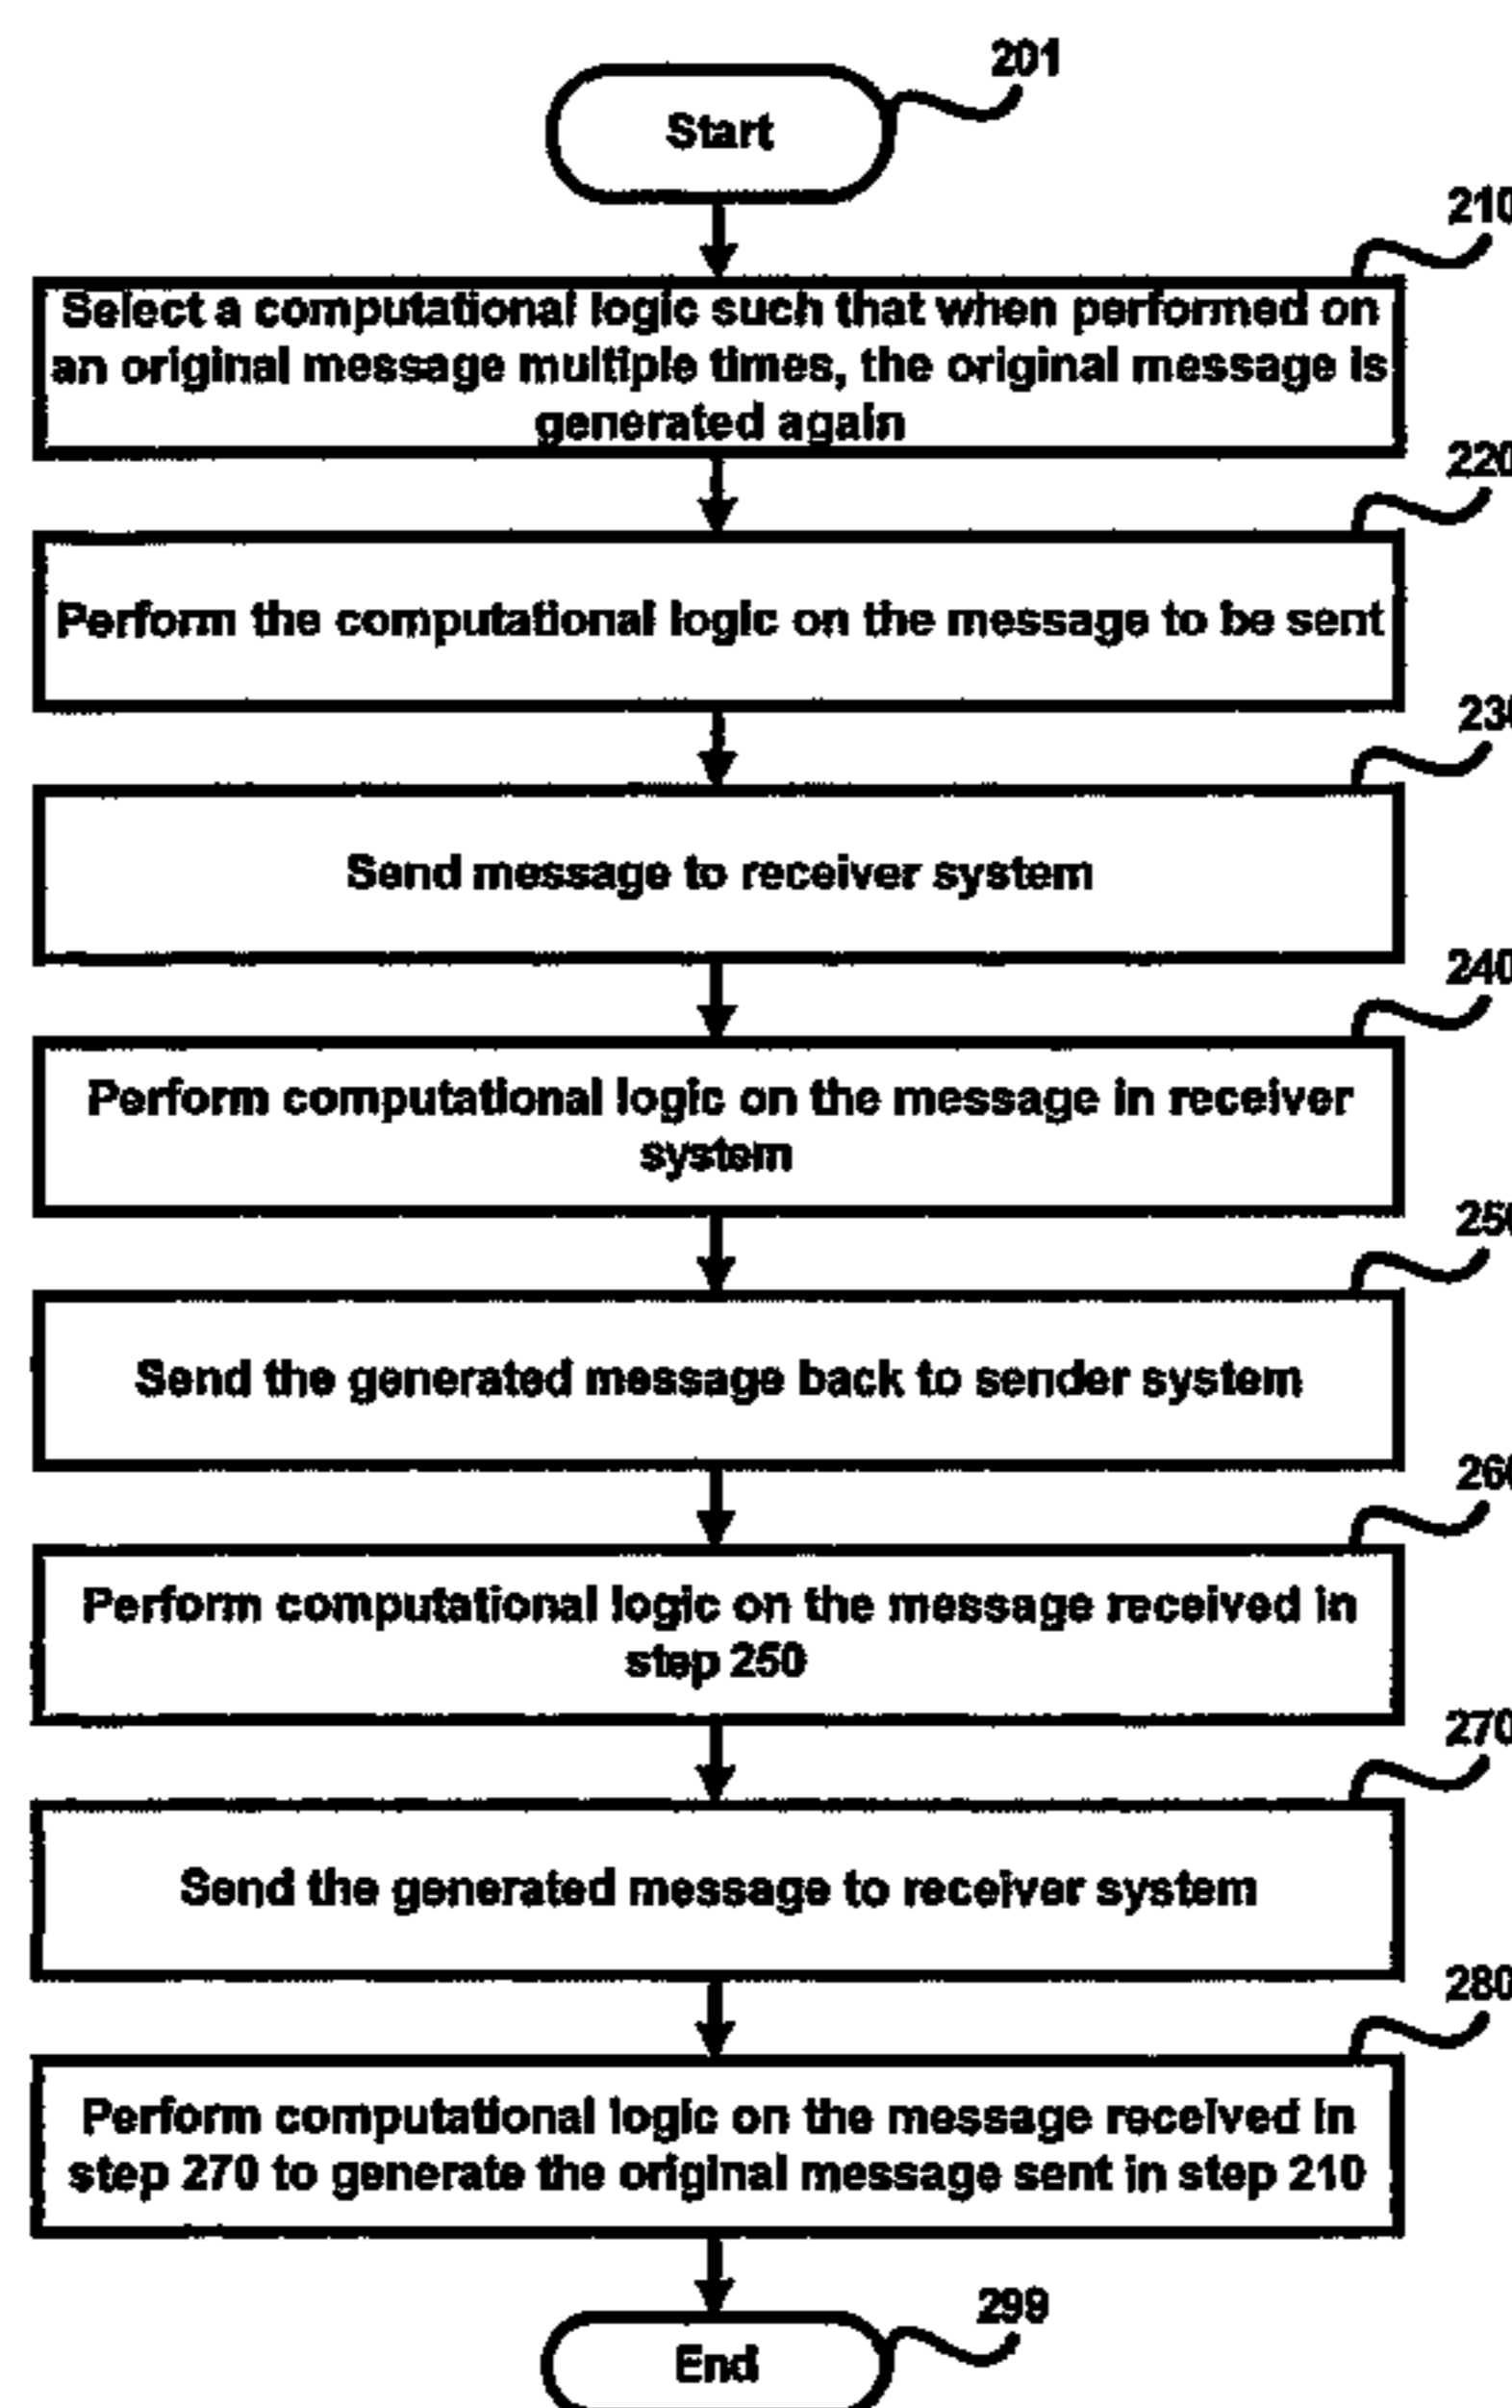 201
Start
210
Select a computational logic such that when performed on
an original message multiple times, the original message is
generated again
220
Perform the computational logic on the message to be sent
230
Send message to receiver system
240
Perform computational logic on the message in receiver
system
250
Send the generated message back to sender system
260
Perform computational logic on the message received in
step 250
270
Send the generated message to receiver system
280
Perform computational logic on the message received in
step 270 to generate the original message sent in step 210
299
End